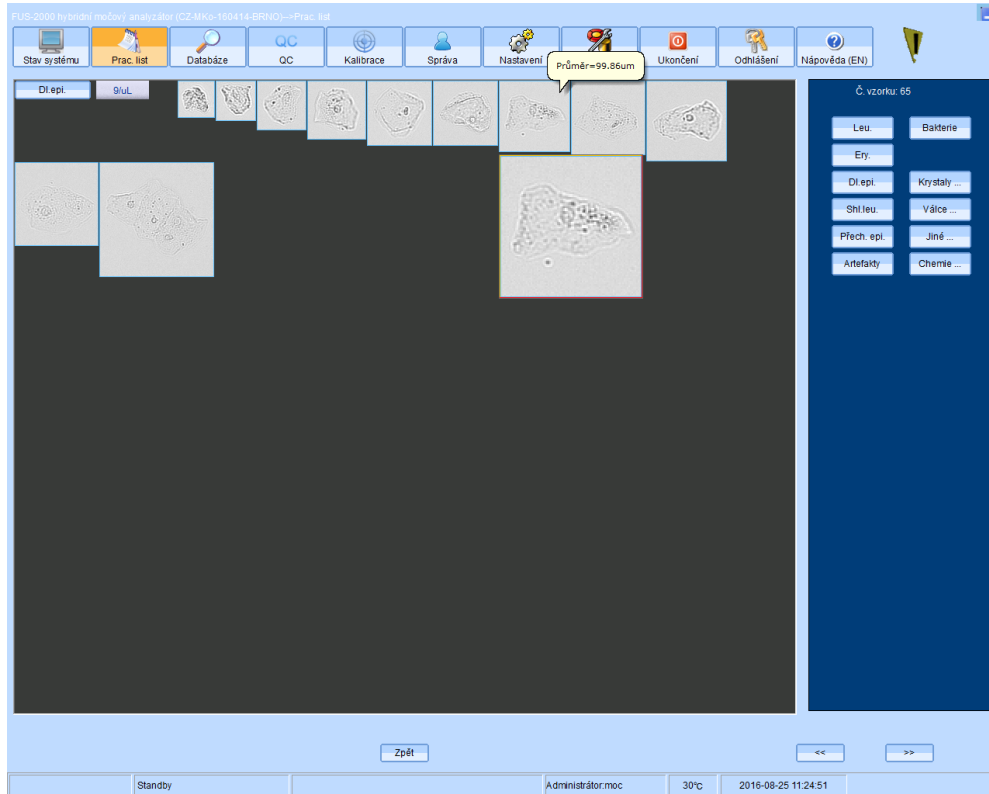 FUS-2000 hybridní močový analyzátor (CZ-MKo-160414-BRNO)-->Prac. list
Stav systému
Prac. list
Databáze
QC
QC
Kalibrace
Správa
Nastavení
Ukončení
Odhlášení
Nápověda (EN)
Průměr=99.86um
Dl.epi.
9/uL
Č. vzorku: 65
Leu.
Bakterie
Ery.
Dl.epi.
Krystaly ...
Shl.leu.
Válce ...
Přech. epi.
Jiné ...
Artefakty
Chemie ...
Zpět
<<
>>
Standby
Administrátor:moc
30°C
2016-08-25 11:24:51